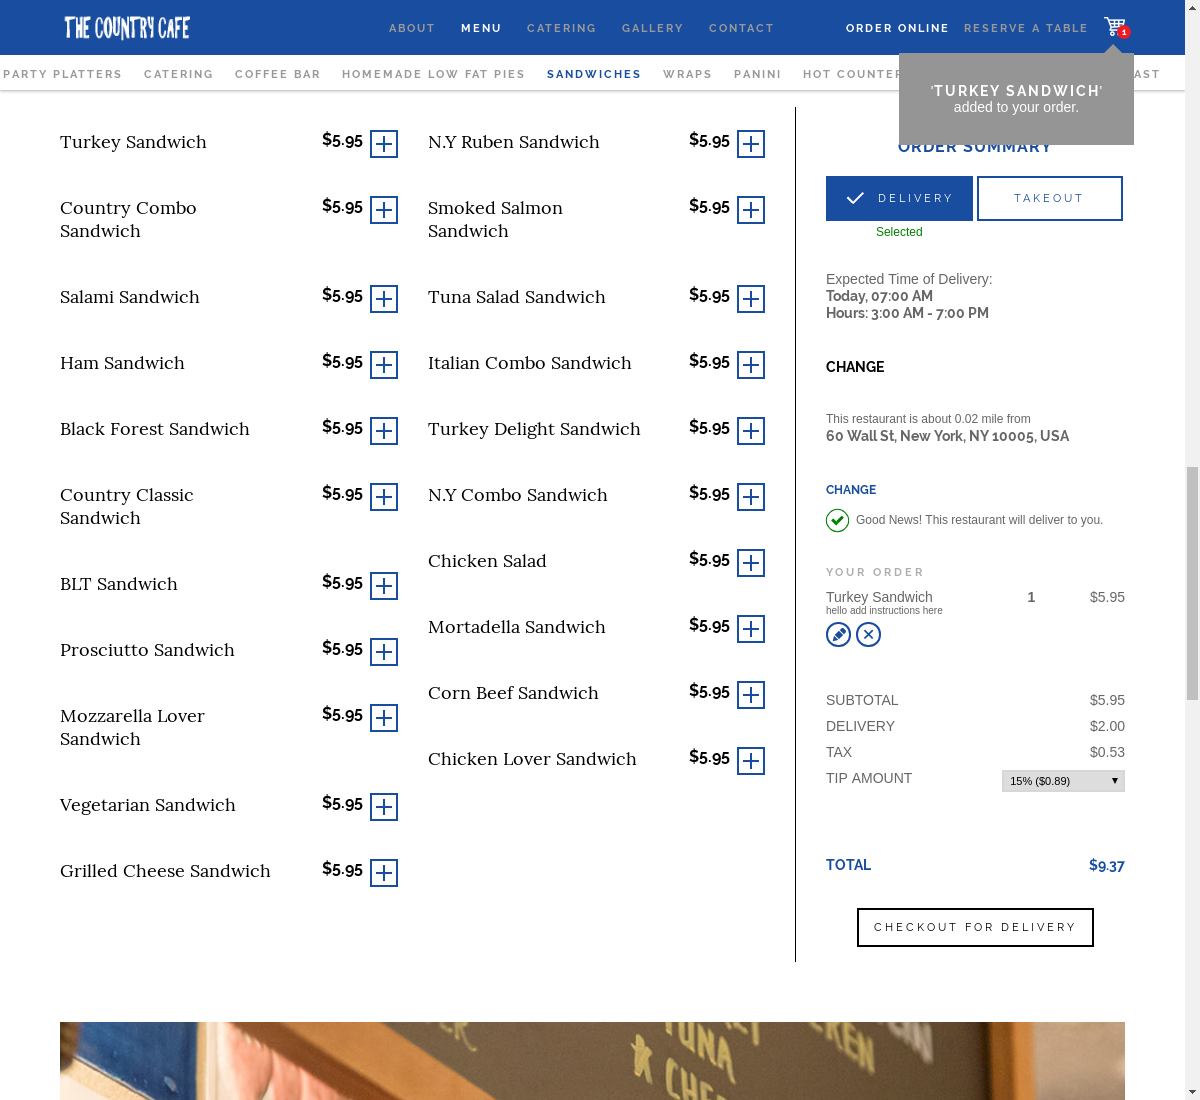 THE COUNTRY CAFE
ABOUT MENU CATERING GALLERY CONTACT ORDER ONLINE RESERVE A TABLE 1
PARTY PLATTERS CATERING COFFEE BAR HOMEMADE LOW FAT PIES SANDWICHES WRAPS PANINI HOT COUNTER
'TURKEY SANDWICH'
added to your order.
Turkey Sandwich $5.95
Country Combo Sandwich $5.95
Salami Sandwich $5.95
Ham Sandwich $5.95
Black Forest Sandwich $5.95
Country Classic Sandwich $5.95
BLT Sandwich $5.95
Prosciutto Sandwich $5.95
Mozzarella Lover Sandwich $5.95
Vegetarian Sandwich $5.95
Grilled Cheese Sandwich $5.95
N.Y Ruben Sandwich $5.95
Smoked Salmon Sandwich $5.95
Tuna Salad Sandwich $5.95
Italian Combo Sandwich $5.95
Turkey Delight Sandwich $5.95
N.Y Combo Sandwich $5.95
Chicken Salad $5.95
Mortadella Sandwich $5.95
Corn Beef Sandwich $5.95
Chicken Lover Sandwich $5.95
ORDER SUMMARY
DELIVERY TAKEOUT
Selected
Expected Time of Delivery:
Today, 07:00 AM
Hours: 3:00 AM - 7:00 PM
CHANGE
This restaurant is about 0.02 mile from
60 Wall St, New York, NY 10005, USA
CHANGE
Good News! This restaurant will deliver to you.
YOUR ORDER
Turkey Sandwich 1 $5.95
hello add instructions here
SUBTOTAL $5.95
DELIVERY $2.00
TAX $0.53
TIP AMOUNT 15% ($0.89)
TOTAL $9.37
CHECKOUT FOR DELIVERY
TUNA